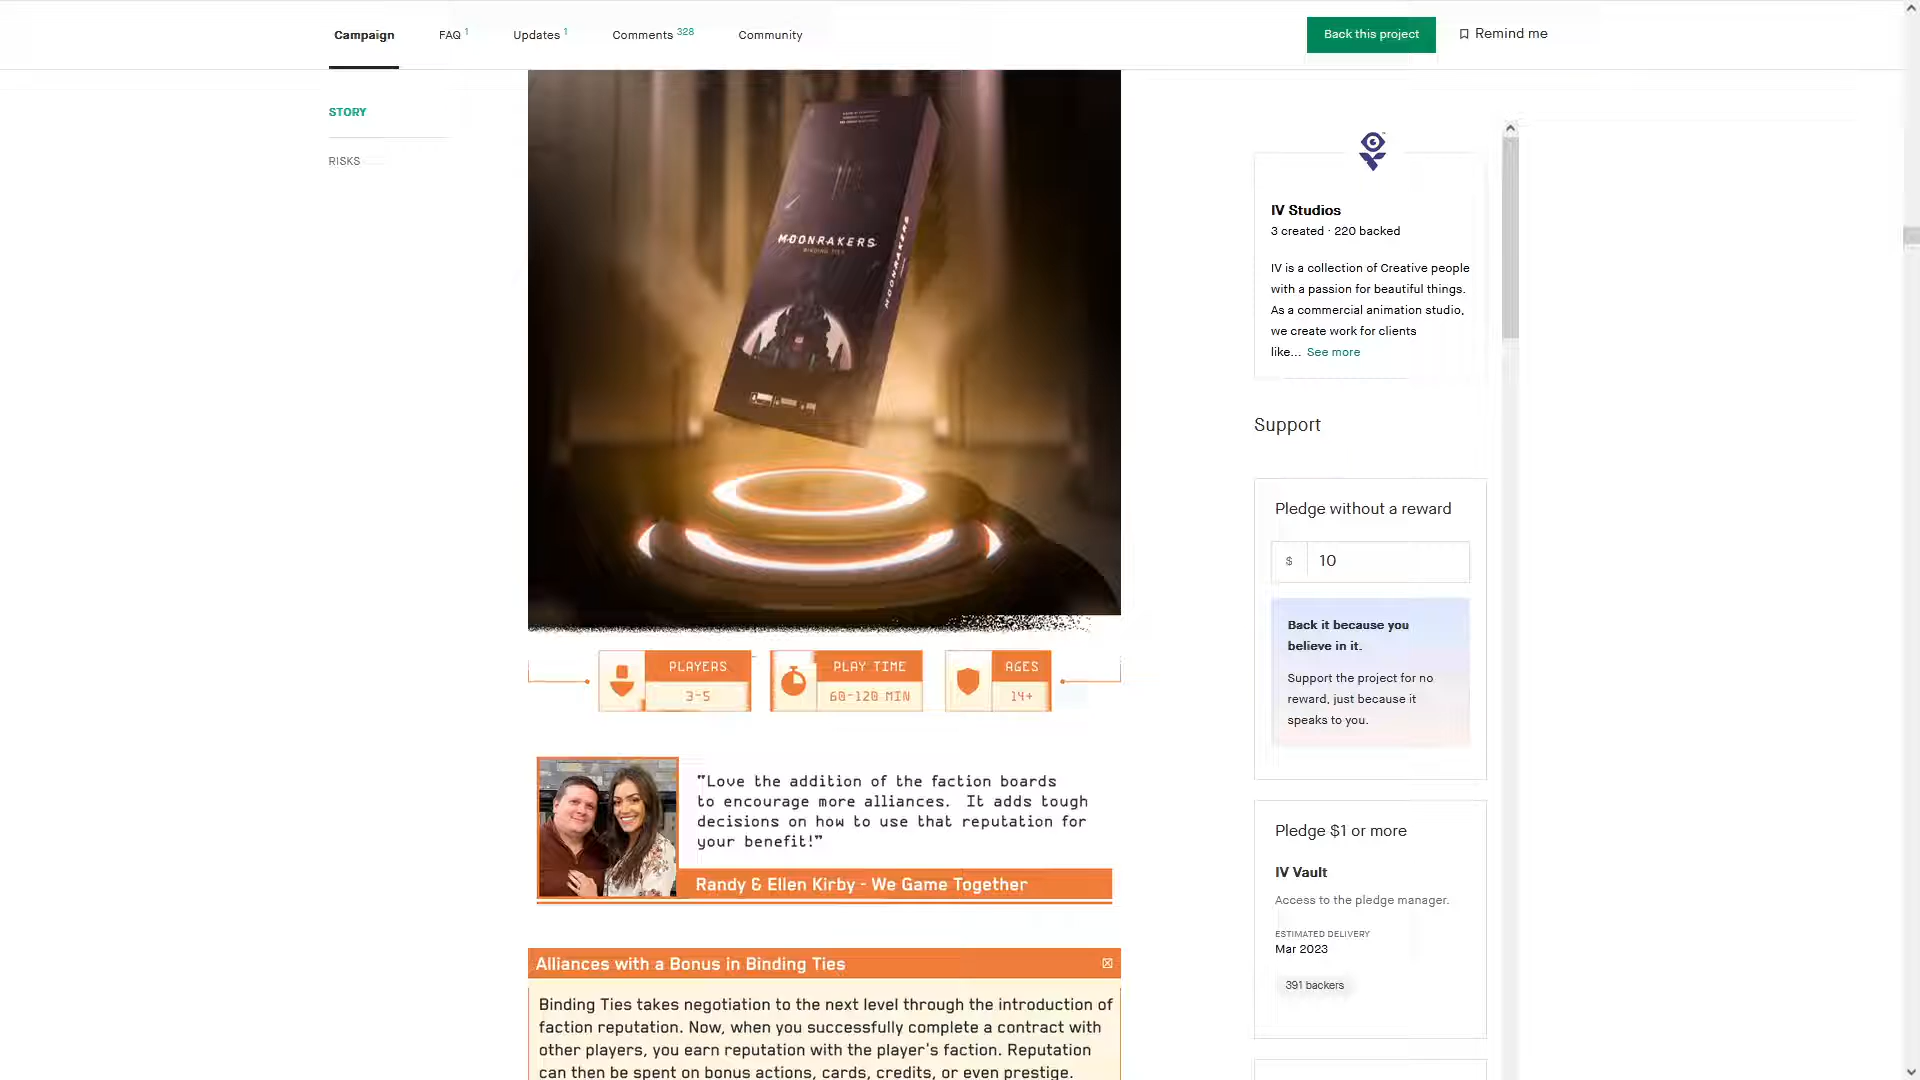 Campaign
FAQ 1
Updates 1
Comments 328
Community
Back this project
Remind me
STORY
RISKS
MOONRAKERS
BINDING TIES
MOONRAKERS
PLAYERS
3-5
PLAY TIME
60-120 MIN
AGES
14+
"Love the addition of the faction boards
to encourage more alliances. It adds tough
decisions on how to use that reputation for
your benefit!"
Randy & Ellen Kirby - We Game Together
Alliances with a Bonus in Binding Ties
Binding Ties takes negotiation to the next level through the introduction of
faction reputation. Now, when you successfully complete a contract with
other players, you earn reputation with the player's faction. Reputation
can then be spent on bonus actions, cards, credits, or even prestige.
IV Studios
3 created · 220 backed
IV is a collection of Creative people
with a passion for beautiful things.
As a commercial animation studio,
we create work for clients
like... See more
Support
Pledge without a reward
$ 10
Back it because you
believe in it.
Support the project for no
reward, just because it
speaks to you.
Pledge $1 or more
IV Vault
Access to the pledge manager.
ESTIMATED DELIVERY
Mar 2023
391 backers